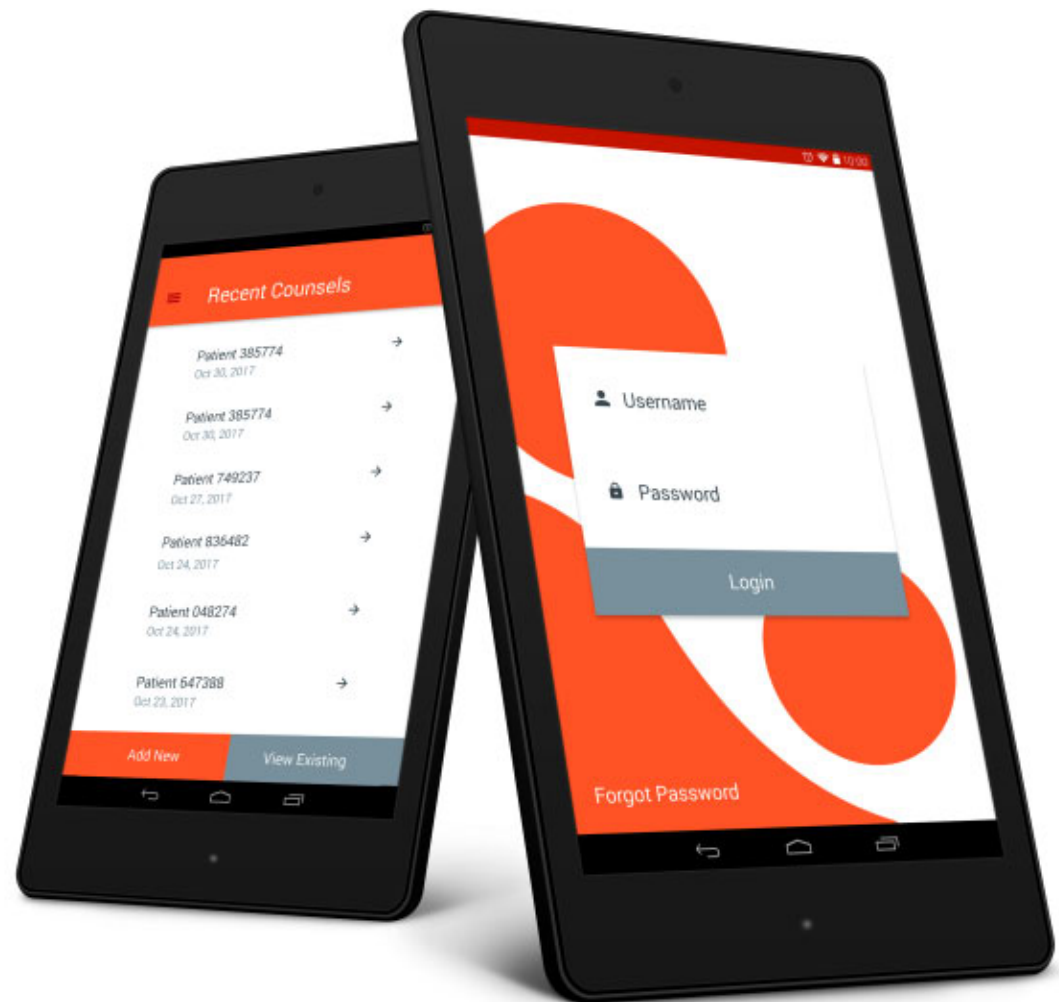 Recent Counsels
Patient 385774
Oct 30, 2017
Patient 385774
Oct 30, 2017
Patient 749237
Oct 27, 2017
Patient 836482
Oct 24, 2017
Patient 048274
Oct 24, 2017
Patient 647388
Oct 23, 2017
Add New
View Existing
10:00
Username
Password
Login
Forgot Password